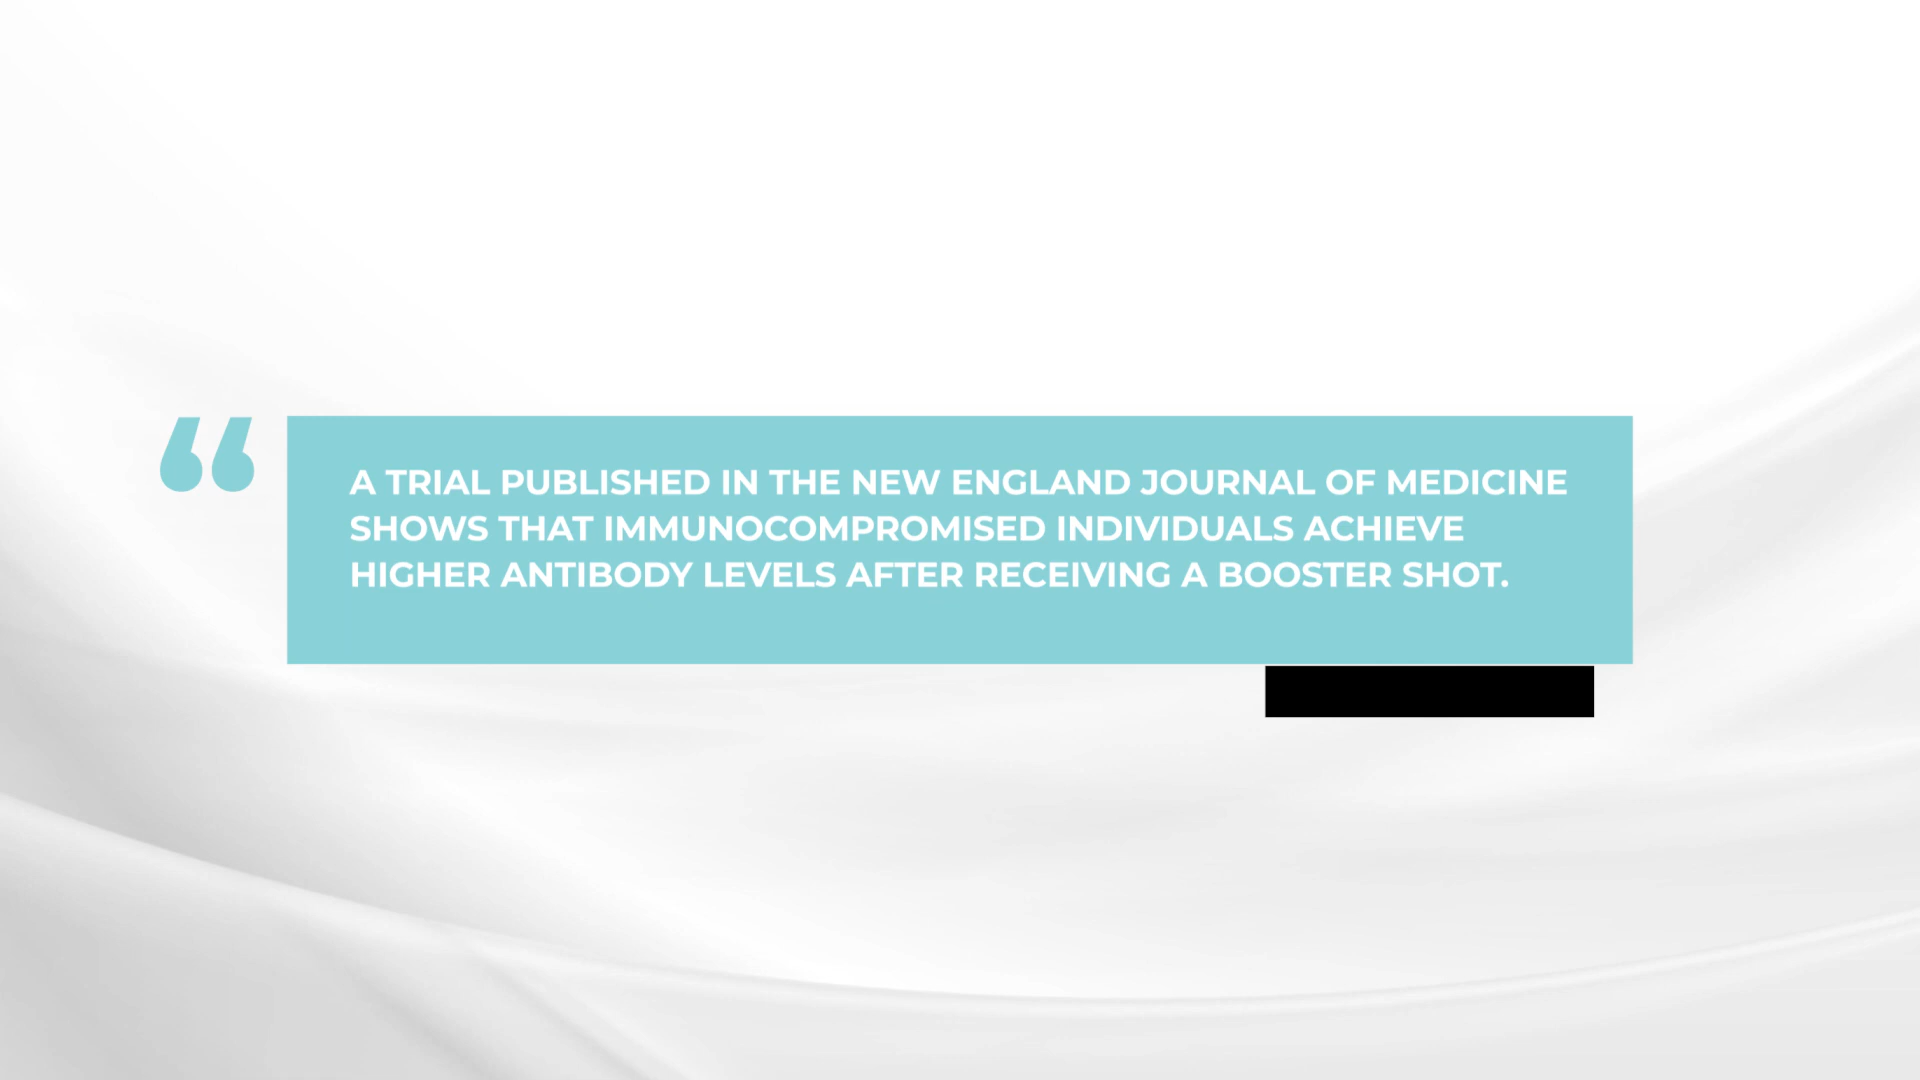 “
A TRIAL PUBLISHED IN THE NEW ENGLAND JOURNAL OF MEDICINE
SHOWS THAT IMMUNOCOMPROMISED INDIVIDUALS ACHIEVE
HIGHER ANTIBODY LEVELS AFTER RECEIVING A BOOSTER SHOT.